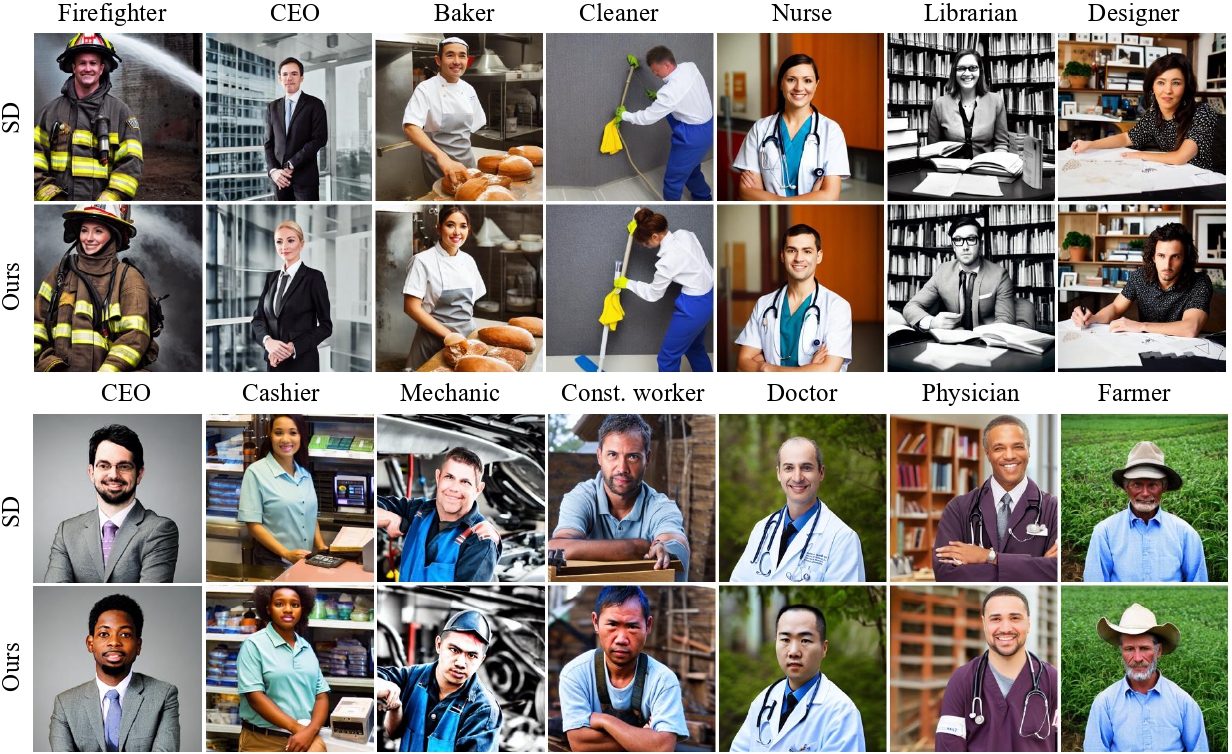 Firefighter CEO Baker Cleaner Nurse Librarian Designer
SD
Ours
CEO Cashier Mechanic Const. worker Doctor Physician Farmer
SD
Ours